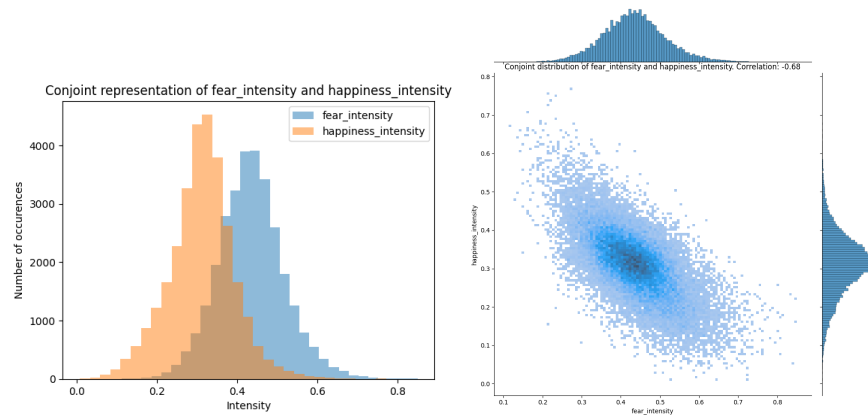 Conjoint representation of fear_intensity and happiness_intensity
fear_intensity
happiness_intensity
Number of occurences
4000
3000
2000
1000
0
0.0 0.2 0.4 0.6 0.8
Intensity
Conjoint distribution of fear_intensity and happiness_intensity. Correlation: -0.68
happiness_intensity
0.8
0.7
0.6
0.5
0.4
0.3
0.2
0.1
0.0
0.1 0.2 0.3 0.4 0.5 0.6 0.7 0.8
fear_intensity